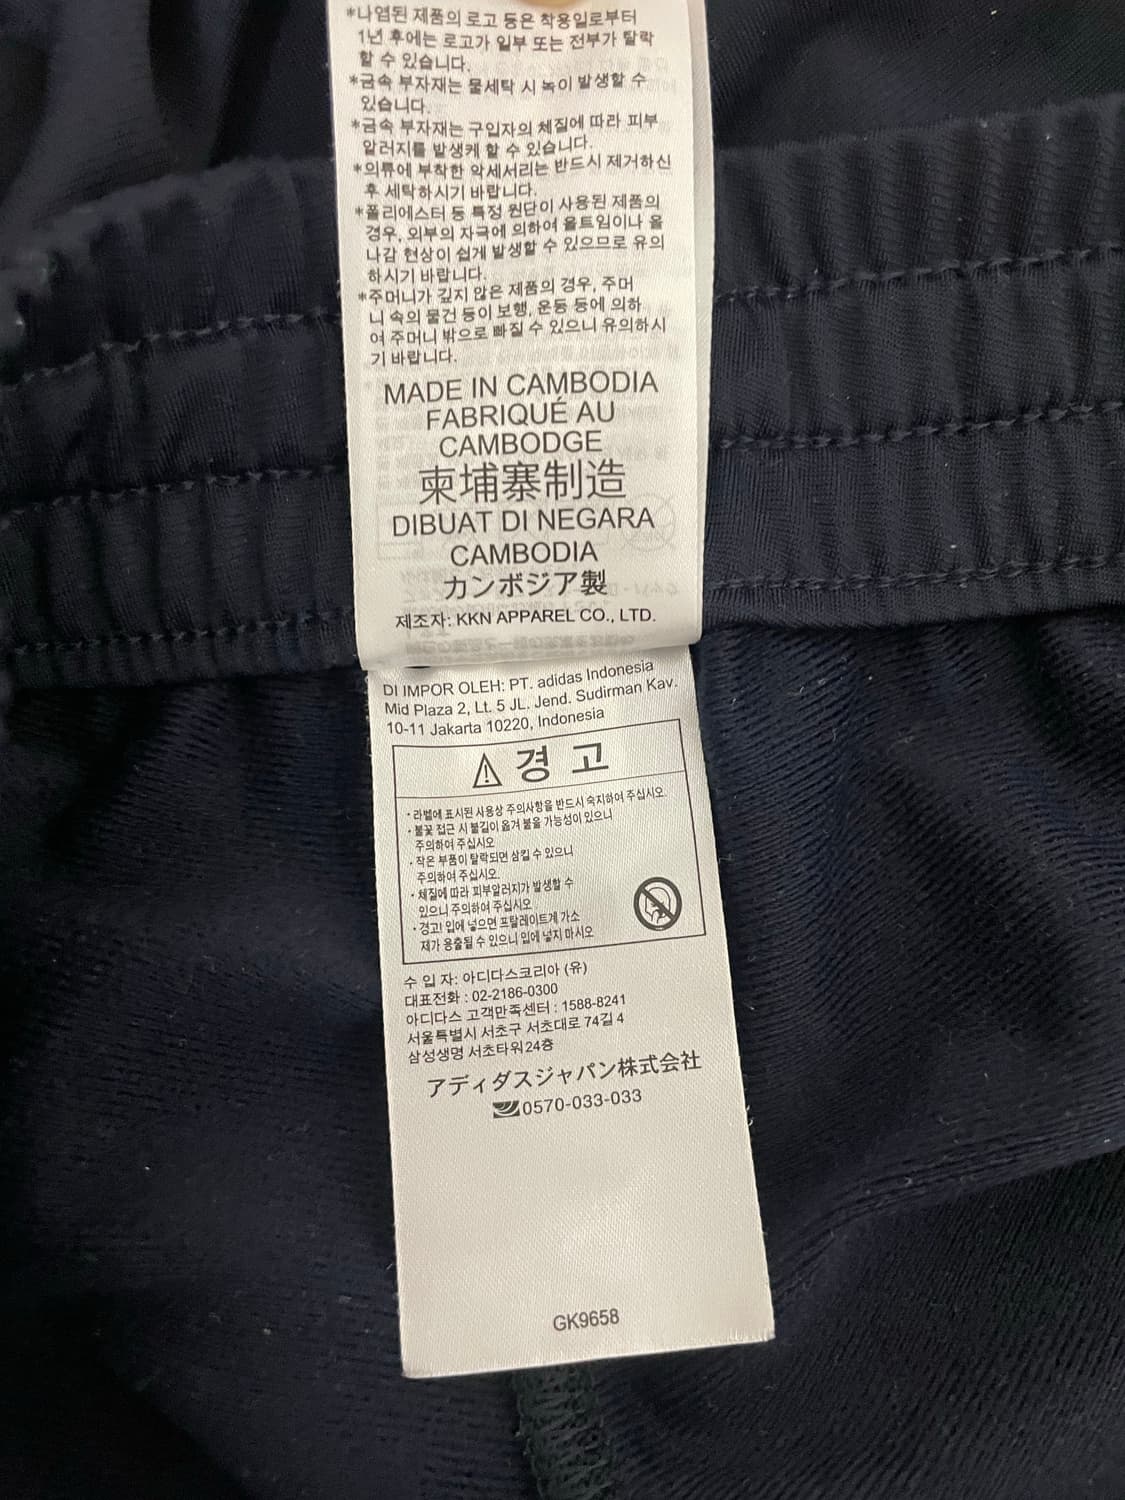 *나염된 제품의 로고 등은 착용일로부터
1년 후에는 로고가 일부 또는 전부가 탈락
할 수 있습니다.
*금속 부자재는 물세탁 시 녹이 발생할 수
있습니다.
*금속 부자재는 구입자의 체질에 따라 피부
알러지를 발생케 할 수 있습니다.
*의류에 부착한 악세서리는 반드시 제거하신
후 세탁하시기 바랍니다.
*폴리에스터 등 특정 원단이 사용된 제품의
경우, 외부의 자극에 의하여 올트임이나 올
나감 현상이 쉽게 발생할 수 있으므로 유의
하시기 바랍니다.
*주머니가 깊지 않은 제품의 경우, 주머
니 속의 물건 등이 보행, 운동 등에 의하
여 주머니 밖으로 빠질 수 있으니 유의하시
기 바랍니다.
MADE IN CAMBODIA
FABRIQUÉ AU
CAMBODGE
柬埔寨制造
DIBUAT DI NEGARA
CAMBODIA
カンボジア製
제조자: KKN APPAREL CO., LTD.
DI IMPOR OLEH: PT. adidas Indonesia
Mid Plaza 2, Lt. 5 JL. Jend. Sudirman Kav.
10-11 Jakarta 10220, Indonesia
경 고
· 라벨에 표시된 사용상 주의사항을 반드시 숙지하여 주십시오.
· 불꽃 접근 시 불길이 옮겨 붙을 가능성이 있으니
주의하여 주십시오
· 작은 부품이 탈락되면 삼킬 수 있으니
주의하여 주십시오.
· 체질에 따라 피부알러지가 발생할 수
있으니 주의하여 주십시오.
· 경고! 입에 넣으면 프탈레이트계 가소
제가 용출될 수 있으니 입에 넣지 마시오
수 입 자: 아디다스코리아 (유)
대표전화 : 02-2186-0300
아디다스 고객만족센터 : 1588-8241
서울특별시 서초구 서초대로 74길 4
삼성생명 서초타워 24층
アディダスジャパン株式会社
0570-033-033
GK9658